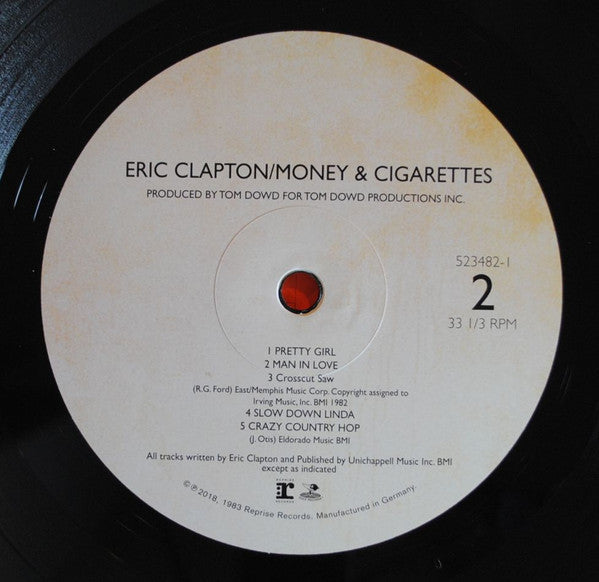 ERIC CLAPTON/MONEY & CIGARETTES
PRODUCED BY TOM DOWD FOR TOM DOWD PRODUCTIONS INC.
523482-1
2
33 1/3 RPM
1 PRETTY GIRL
2 MAN IN LOVE
3 Crosscut Saw
(R.G. Ford) East/Memphis Music Corp. Copyright assigned to
Irving Music, Inc. BMI 1982
4 SLOW DOWN LINDA
5 CRAZY COUNTRY HOP
(J. Otis) Eldorado Music BMI
All tracks written by Eric Clapton and Published by Unichappell Music Inc. BMI
except as indicated
REPRISE
r
RECORDS
©℗2018, 1983 Reprise Records. Manufactured in Germany.